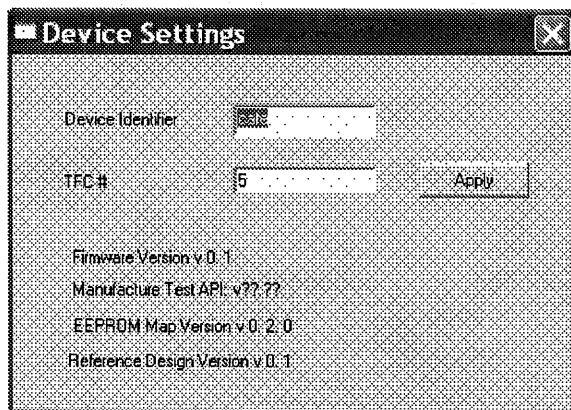 Device Settings
Device Identifier
TFC # 5 Apply
Firmware Version v 0. 1
Manufacture Test API: v??.??
EEPROM Map Version v 0. 2. 0
Reference Design Version v 0. 1